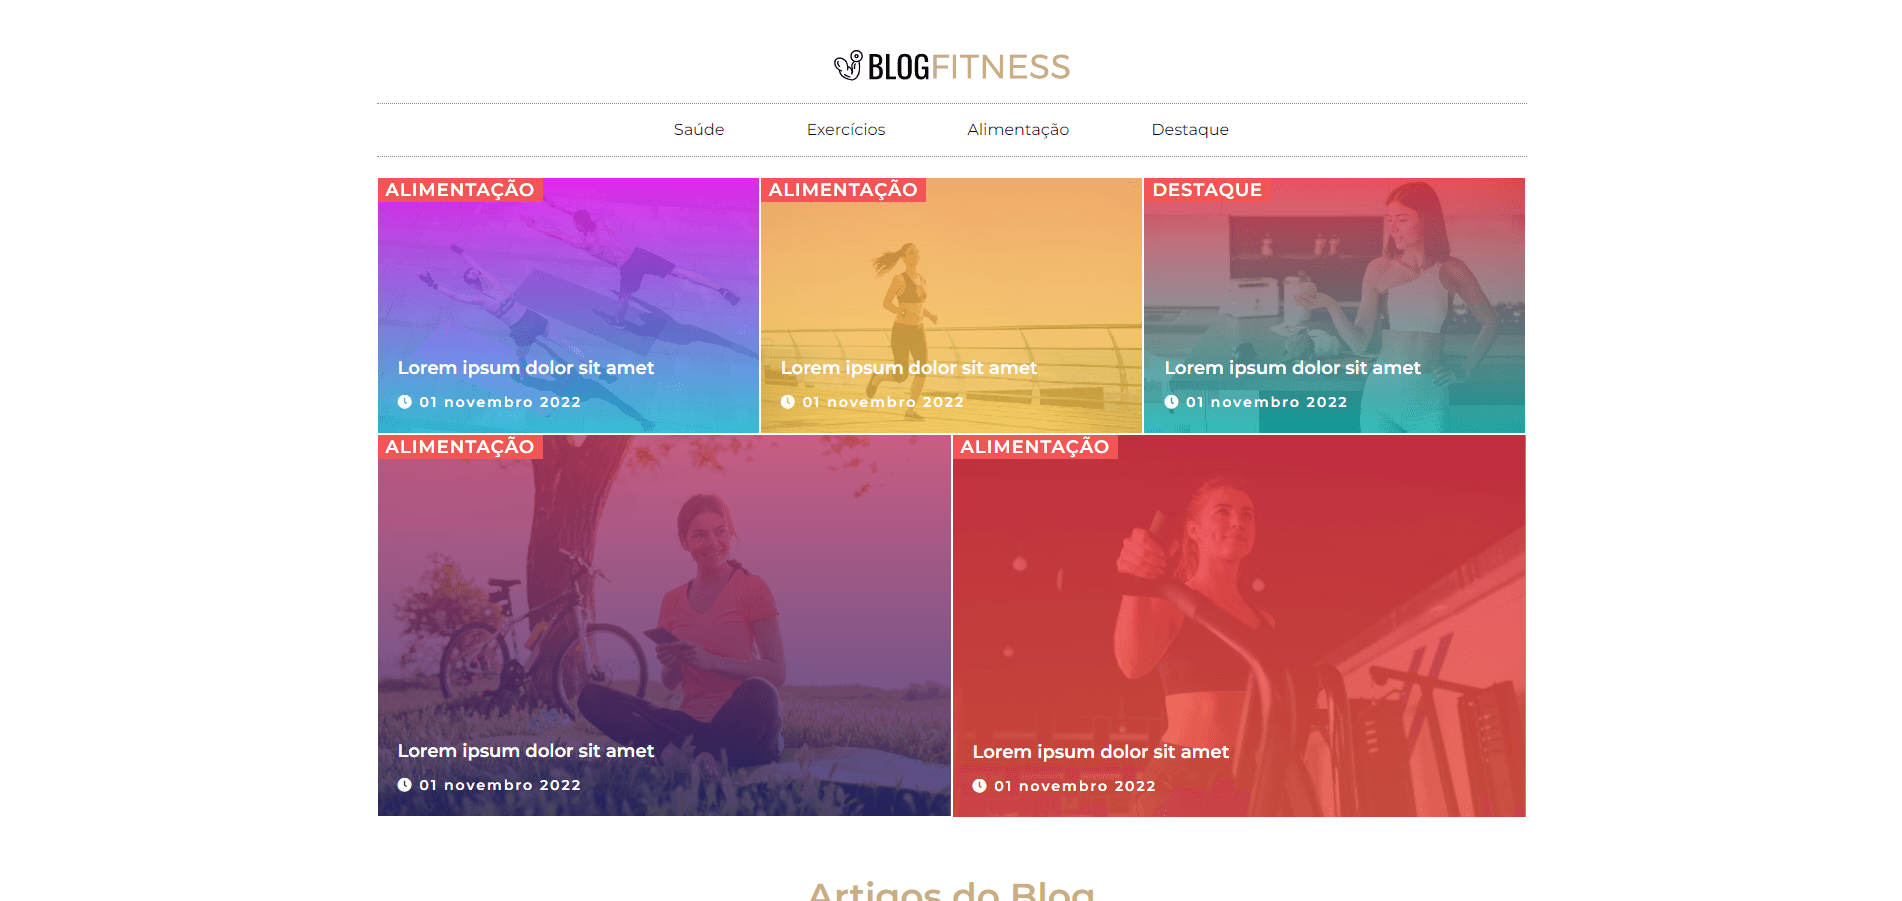 BLOGFITNESS
Saúde Exercícios Alimentação Destaque
ALIMENTAÇÃO
Lorem ipsum dolor sit amet
01 novembro 2022
ALIMENTAÇÃO
Lorem ipsum dolor sit amet
01 novembro 2022
DESTAQUE
Lorem ipsum dolor sit amet
01 novembro 2022
ALIMENTAÇÃO
Lorem ipsum dolor sit amet
01 novembro 2022
ALIMENTAÇÃO
Lorem ipsum dolor sit amet
01 novembro 2022
Artigos do Blog